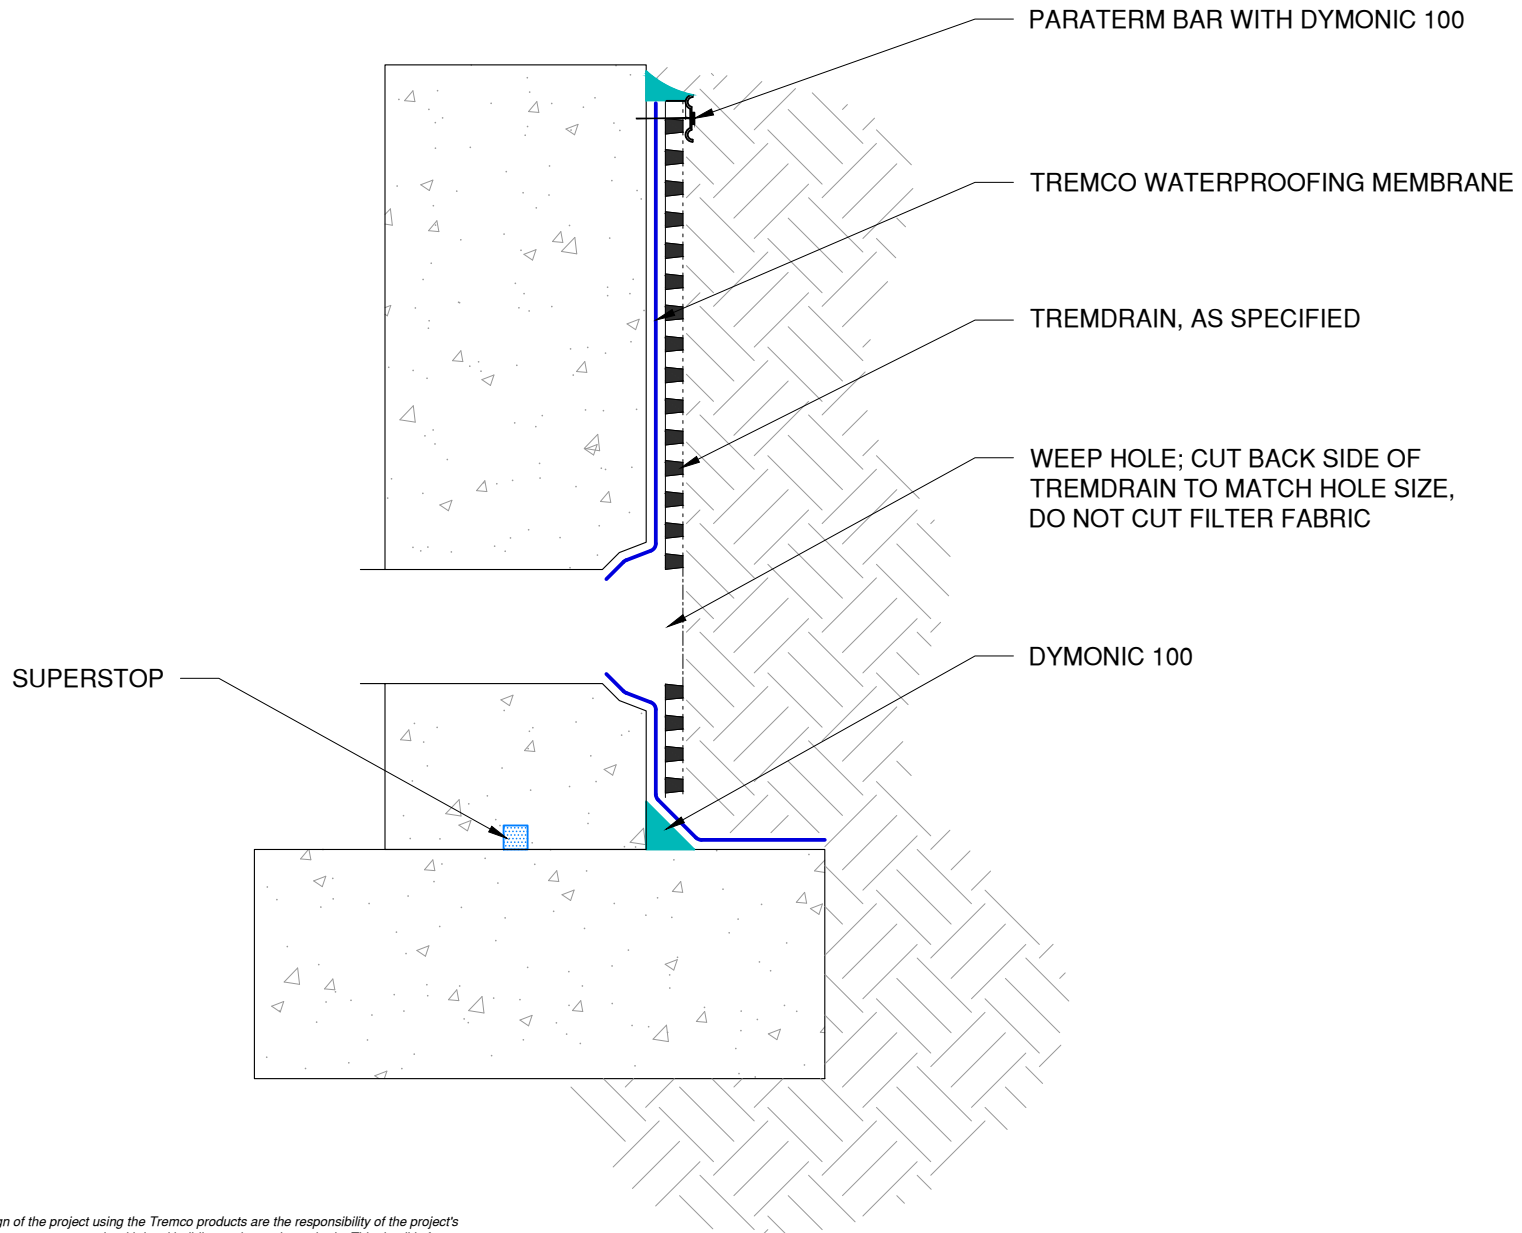 PARATERM BAR WITH DYMONIC 100
TREMCO WATERPROOFING MEMBRANE
TREMDRAIN, AS SPECIFIED
WEEP HOLE; CUT BACK SIDE OF
TREMDRAIN TO MATCH HOLE SIZE,
DO NOT CUT FILTER FABRIC
DYMONIC 100
SUPERSTOP
of the project using the Tremco products are the responsibility of the project's